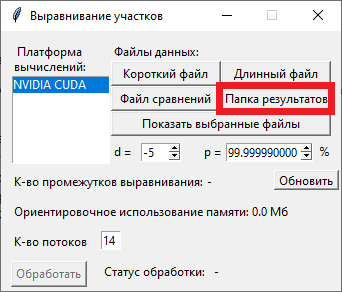 Выравнивание участков
Платформа вычислений:
Файлы данных:
NVIDIA CUDA
Короткий файл
Длинный файл
Файл сравнений
Папка результатов
Показать выбранные файлы
d = -5
p = 99.999990000 %
К-во промежутков выравнивания: -
Обновить
Ориентировочное использование памяти: 0.0 Мб
К-во потоков 14
Обработать
Статус обработки: -